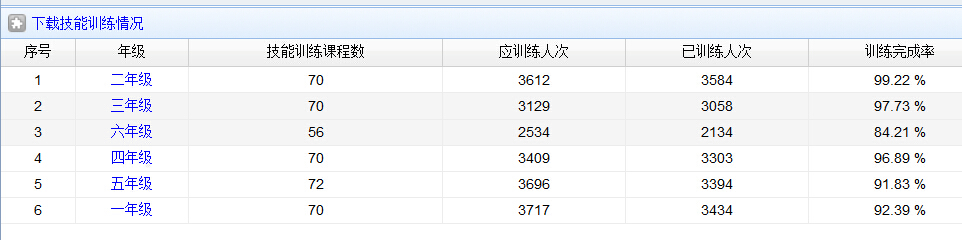 下载技能训练情况
序号 年级 技能训练课程数 应训练人次 已训练人次 训练完成率
1 二年级 70 3612 3584 99.22 %
2 三年级 70 3129 3058 97.73 %
3 六年级 56 2534 2134 84.21 %
4 四年级 70 3409 3303 96.89 %
5 五年级 72 3696 3394 91.83 %
6 一年级 70 3717 3434 92.39 %